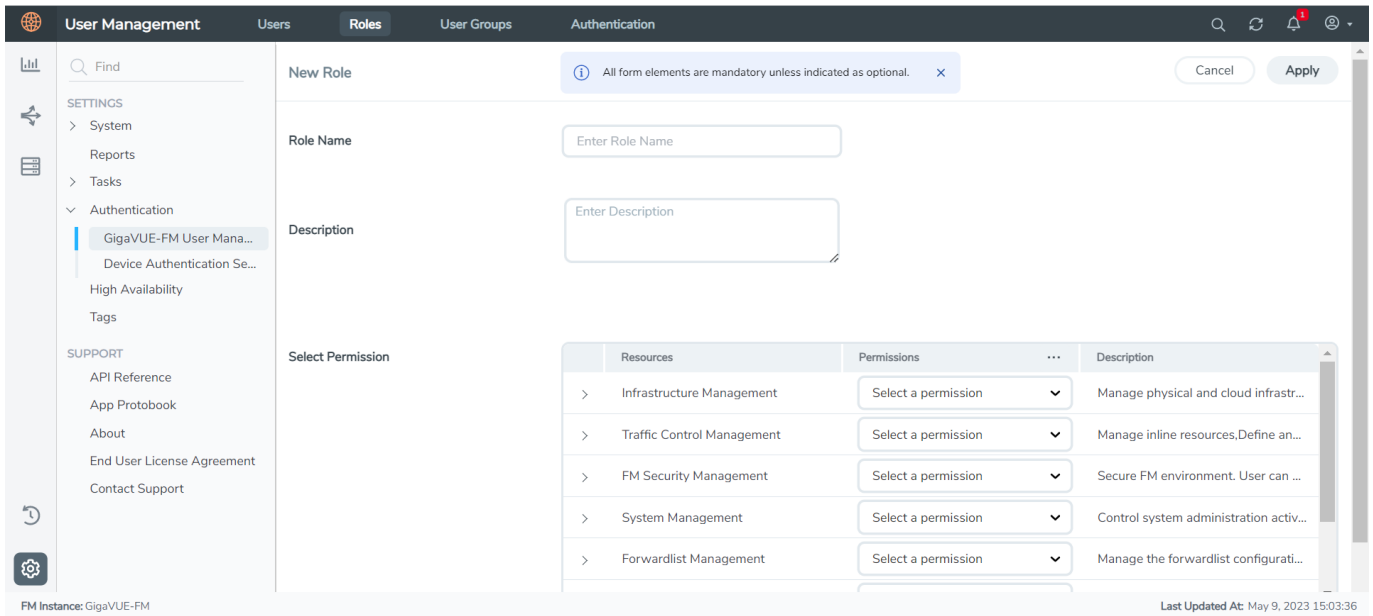 User Management
Users
Roles
User Groups
Authentication
1
Find
SETTINGS
System
Reports
Tasks
Authentication
GigaVUE-FM User Mana...
Device Authentication Se...
High Availability
Tags
SUPPORT
API Reference
App Protobook
About
End User License Agreement
Contact Support
New Role
All form elements are mandatory unless indicated as optional.
Cancel
Apply
Role Name
Enter Role Name
Description
Enter Description
Select Permission
Resources Permissions ... Description
Infrastructure Management Select a permission Manage physical and cloud infrastr...
Traffic Control Management Select a permission Manage inline resources,Define an...
FM Security Management Select a permission Secure FM environment. User can ...
System Management Select a permission Control system administration activ...
Forwardlist Management Select a permission Manage the forwardlist configurati...
FM Instance: GigaVUE-FM
Last Updated At: May 9, 2023 15:03:36